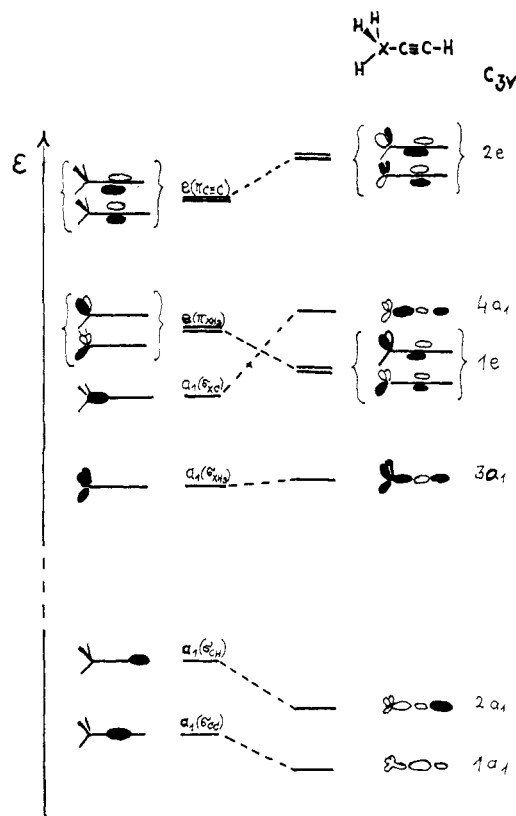 H
H
X-C≡C-H
H
C3v
ε
e(πC≡C)
2e
e(πXH3)
4a1
1e
a1(σXC)
a1(σXH3)
3a1
a1(σCH)
2a1
a1(σCC)
1a1